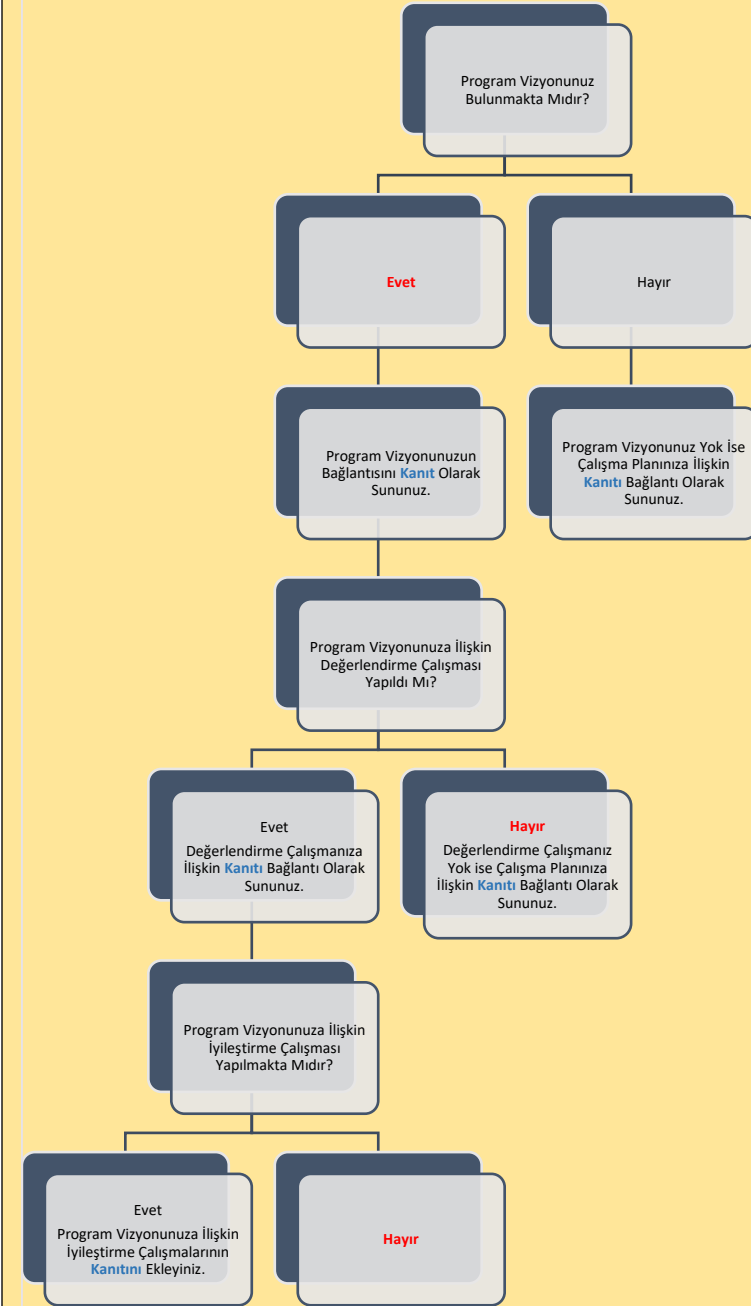 Program Vizyonunuz
Bulunmakta Mıdır?
Evet
Hayır
Program Vizyonunuzun
Bağlantısını Kanıt Olarak
Sununuz.
Program Vizyonunuz Yok İse
Çalışma Planınıza İlişkin
Kanıtı Bağlantı Olarak
Sununuz.
Program Vizyonunuza İlişkin
Değerlendirme Çalışması
Yapıldı Mı?
Evet
Değerlendirme Çalışmanıza
İlişkin Kanıtı Bağlantı Olarak
Sununuz.
Hayır
Değerlendirme Çalışmanız
Yok ise Çalışma Planınıza
İlişkin Kanıtı Bağlantı Olarak
Sununuz.
Program Vizyonunuza İlişkin
İyileştirme Çalışması
Yapılmakta Mıdır?
Evet
Program Vizyonunuza İlişkin
İyileştirme Çalışmalarının
Kanıtını Ekleyiniz.
Hayır